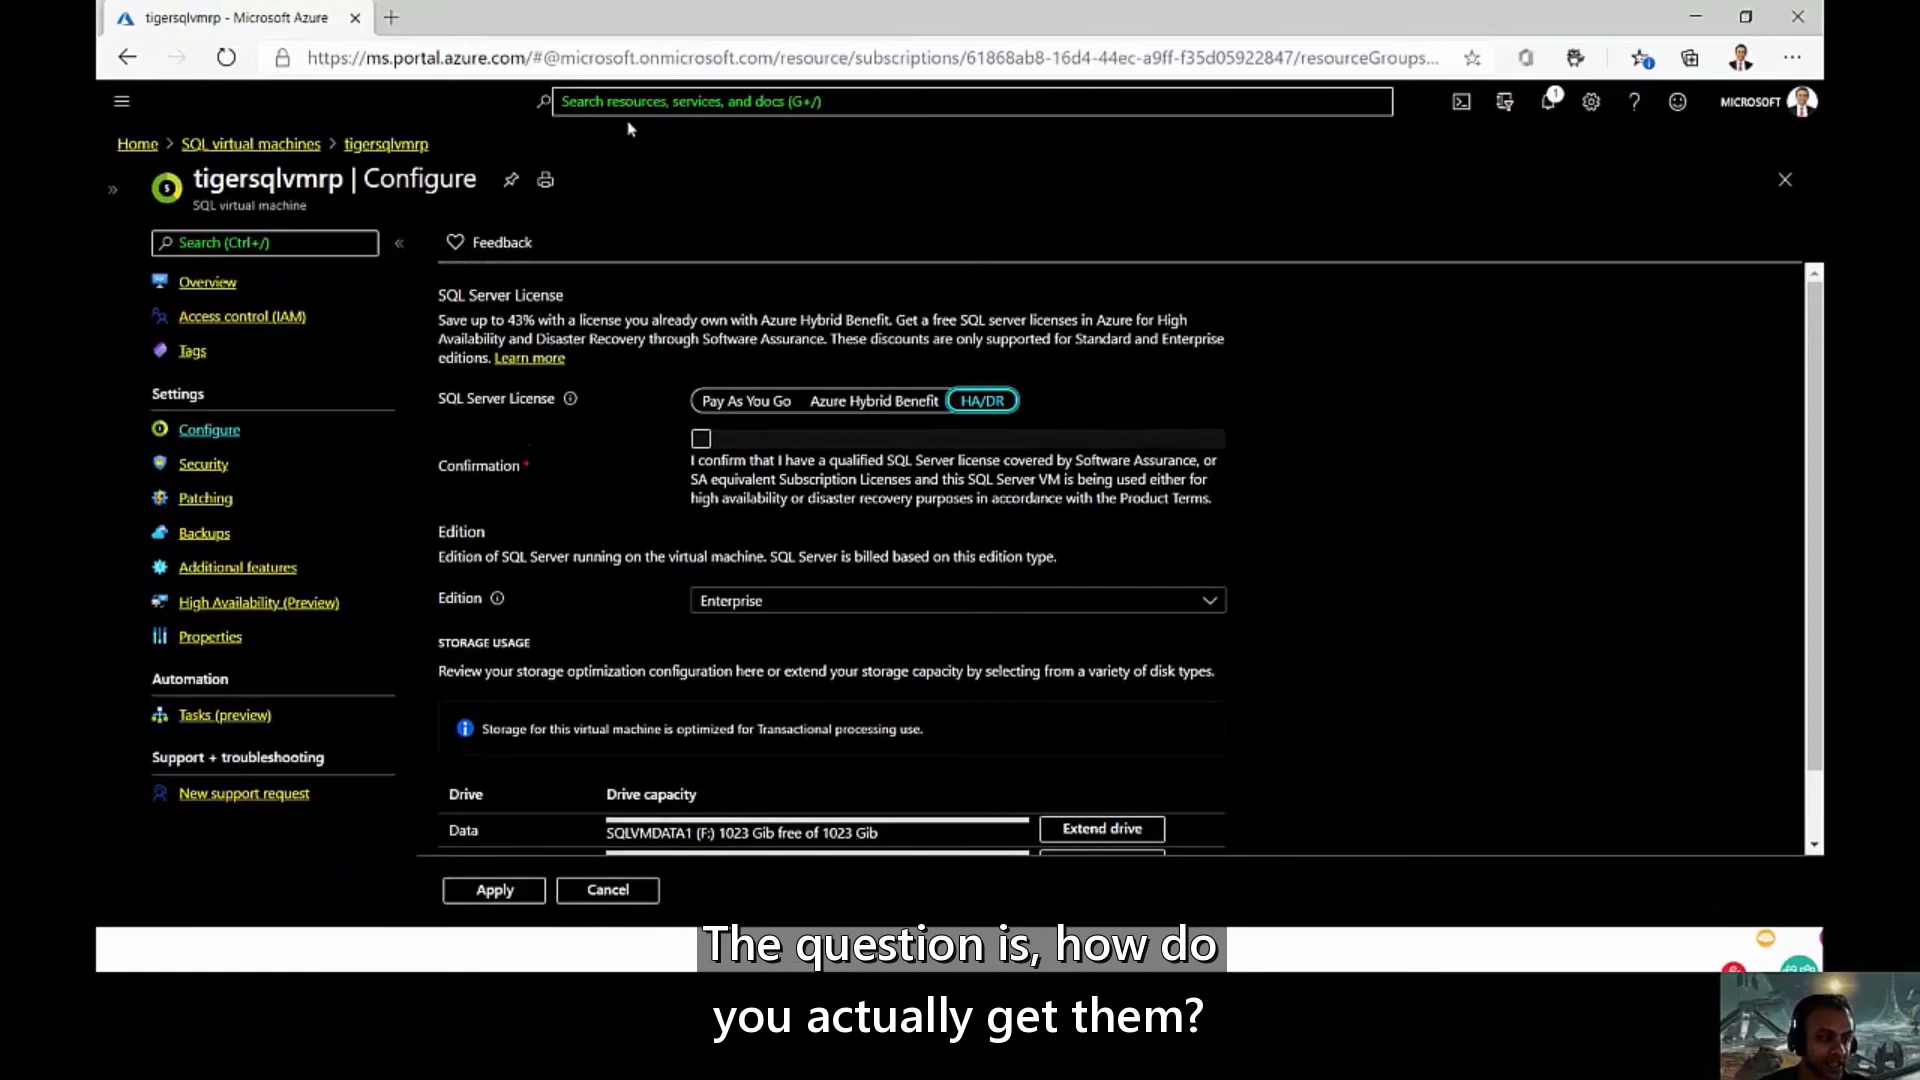 tigersqlvmrp - Microsoft Azure
https://ms.portal.azure.com/#@microsoft.onmicrosoft.com/resource/subscriptions/61868ab8-16d4-44ec-a9ff-f35d05922847/resourceGroups...
Search resources, services, and docs (G+/)
1
MICROSOFT
Home > SQL virtual machines > tigersqlvmrp
tigersqlvmrp | Configure
SQL virtual machine
Search (Ctrl+/)
Overview
Access control (IAM)
Tags
Settings
Configure
Security
Patching
Backups
Additional features
High Availability (Preview)
Properties
Automation
Tasks (preview)
Support + troubleshooting
New support request
Feedback
SQL Server License
Save up to 43% with a license you already own with Azure Hybrid Benefit. Get a free SQL server licenses in Azure for High
Availability and Disaster Recovery through Software Assurance. These discounts are only supported for Standard and Enterprise
editions. Learn more
SQL Server License
Pay As You Go Azure Hybrid Benefit HA/DR
Confirmation *
I confirm that I have a qualified SQL Server license covered by Software Assurance, or
SA equivalent Subscription Licenses and this SQL Server VM is being used either for
high availability or disaster recovery purposes in accordance with the Product Terms.
Edition
Edition of SQL Server running on the virtual machine. SQL Server is billed based on this edition type.
Edition
Enterprise
STORAGE USAGE
Review your storage optimization configuration here or extend your storage capacity by selecting from a variety of disk types.
Storage for this virtual machine is optimized for Transactional processing use.
Drive Drive capacity
Data SQLVMDATA1 (F:) 1023 Gib free of 1023 Gib Extend drive
Apply Cancel
The question is, how do
you actually get them?